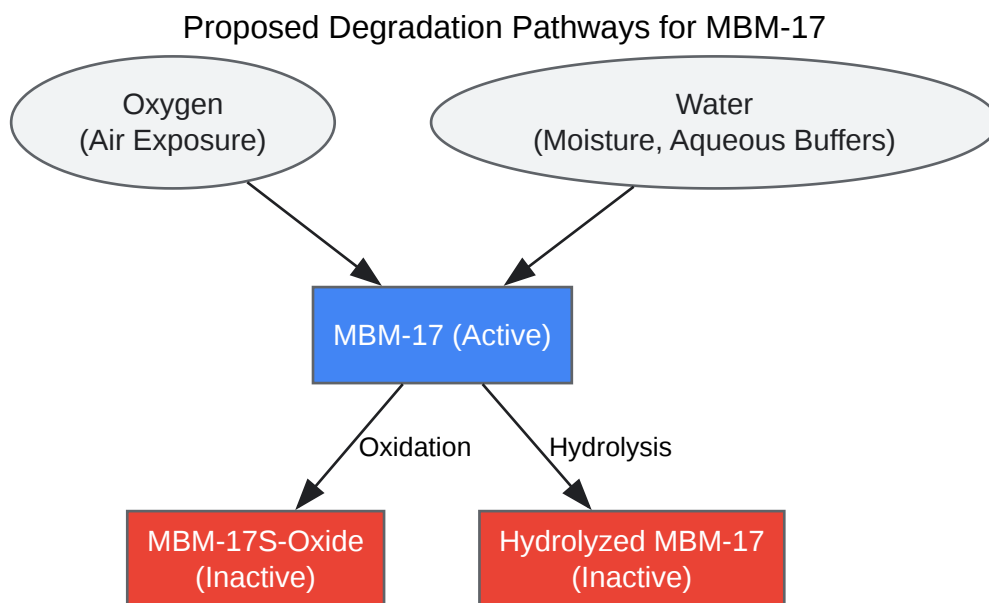 Proposed Degradation Pathways for MBM-17
Oxygen
(Air Exposure)
Water
(Moisture, Aqueous Buffers)
MBM-17 (Active)
Oxidation
Hydrolysis
MBM-17S-Oxide
(Inactive)
Hydrolyzed MBM-17
(Inactive)